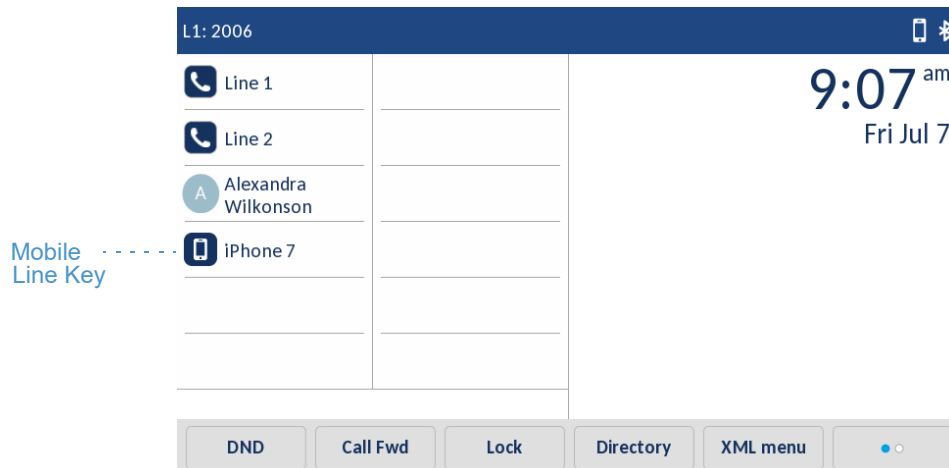 L1: 2006
Line 1
Line 2
A
Alexandra
Wilkonson
iPhone 7
Mobile
Line Key
9:07 am
Fri Jul 7
DND
Call Fwd
Lock
Directory
XML menu